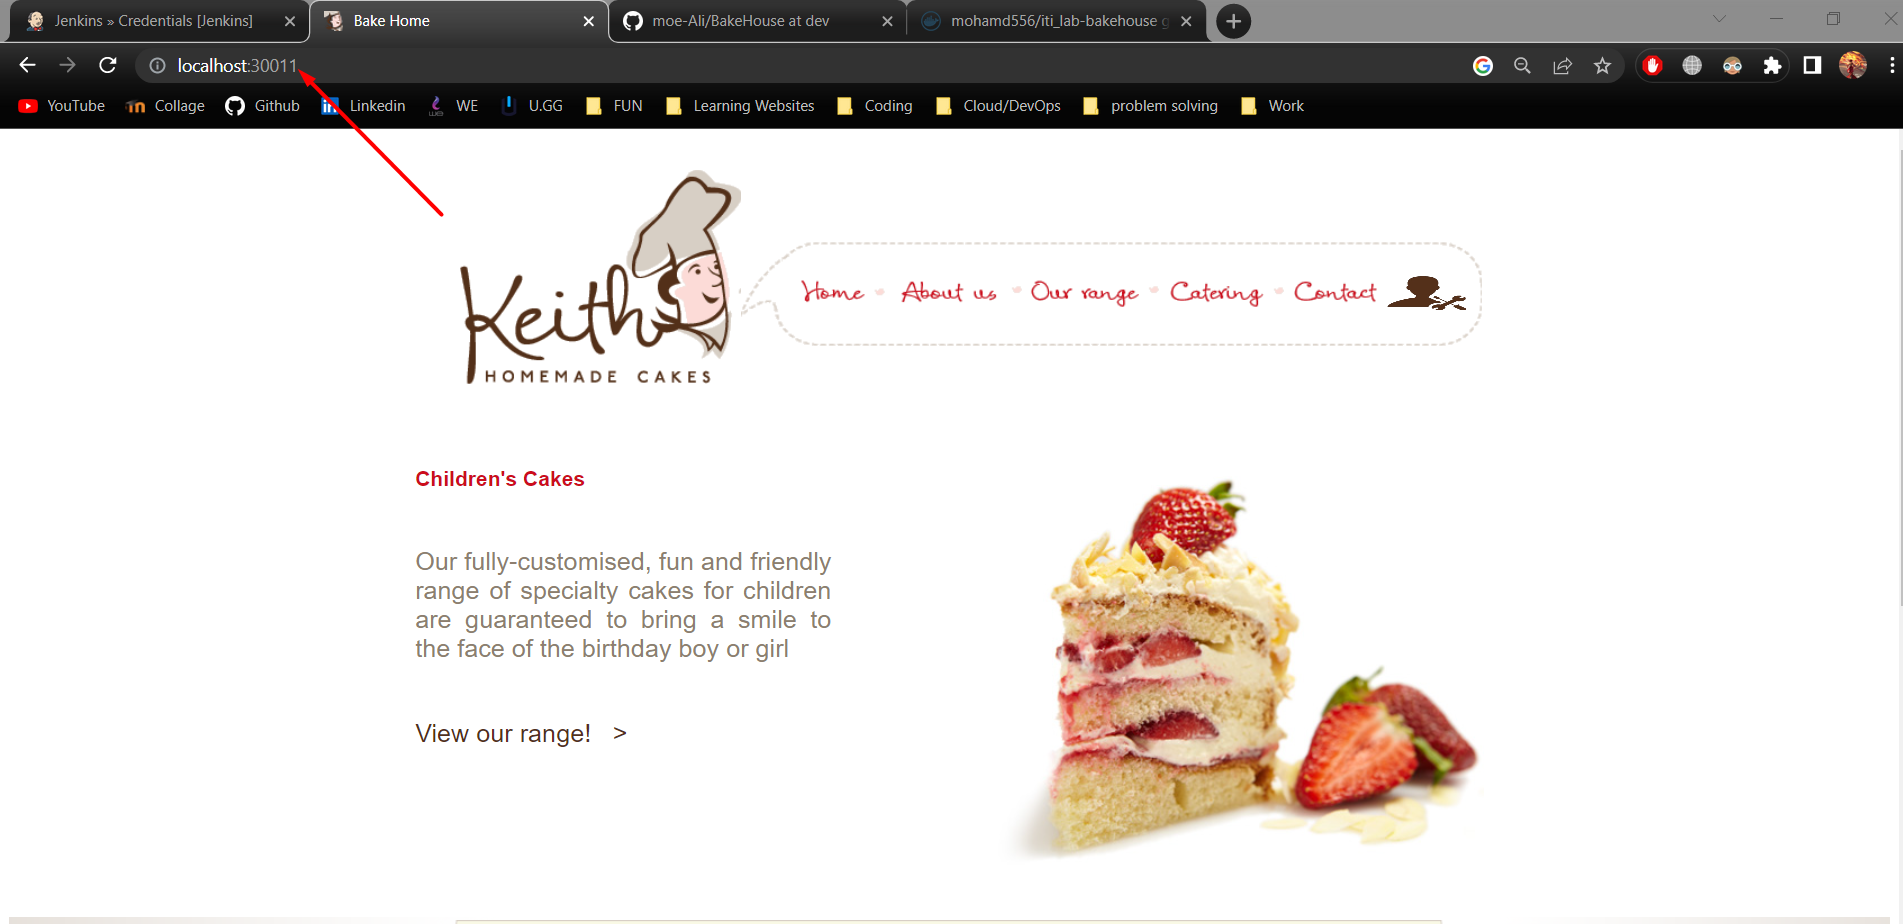 Jenkins » Credentials [Jenkins]
Bake Home
moe-Ali/BakeHouse at dev
mohamd556/iti_lab-bakehouse g
localhost:30011
YouTube
Collage
Github
Linkedin
WE
U.GG
FUN
Learning Websites
Coding
Cloud/DevOps
problem solving
Work
Keith
HOMEMADE CAKES
Home
About us
Our range
Catering
Contact
Children's Cakes
Our fully-customised, fun and friendly
range of specialty cakes for children
are guaranteed to bring a smile to
the face of the birthday boy or girl
View our range! >